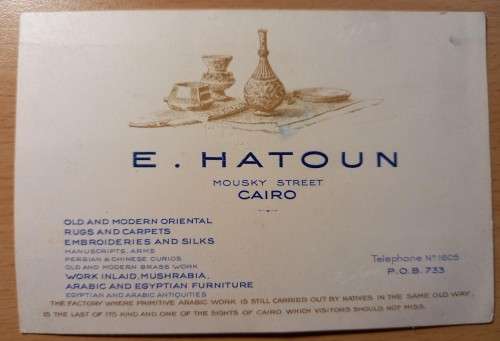 E. HATOUN
MOUSKY STREET
CAIRO
OLD AND MODERN ORIENTAL
RUGS AND CARPETS
EMBROIDERIES AND SILKS
MANUSCRIPTS, ARMS
PERSIAN & CHINESE CURIOS
OLD AND MODERN BRASS WORK
WORK INLAID, MUSHRABIA,
ARABIC AND EGYPTIAN FURNITURE
EGYPTIAN AND ARABIC ANTIQUITIES
Telephone No 1605
P.O.B. 733
THE FACTORY WHERE PRIMITIVE ARABIC WORK IS STILL CARRIED OUT BY NATIVES IN THE SAME OLD WAY,
IS THE LAST OF ITS KIND AND ONE OF THE SIGHTS OF CAIRO WHICH VISITORS SHOULD NOT MISS.